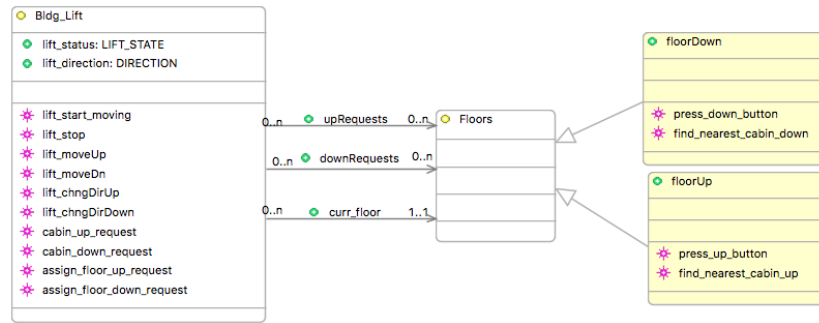 Bldg_Lift
lift_status: LIFT_STATE
lift_direction: DIRECTION
lift_start_moving
lift_stop
lift_moveUp
lift_moveDn
lift_chngDirUp
lift_chngDirDown
cabin_up_request
cabin_down_request
assign_floor_up_request
assign_floor_down_request
0..n upRequests 0..n
0..n downRequests 0..n
0..n curr_floor 1..1
Floors
floorDown
press_down_button
find_nearest_cabin_down
floorUp
press_up_button
find_nearest_cabin_up